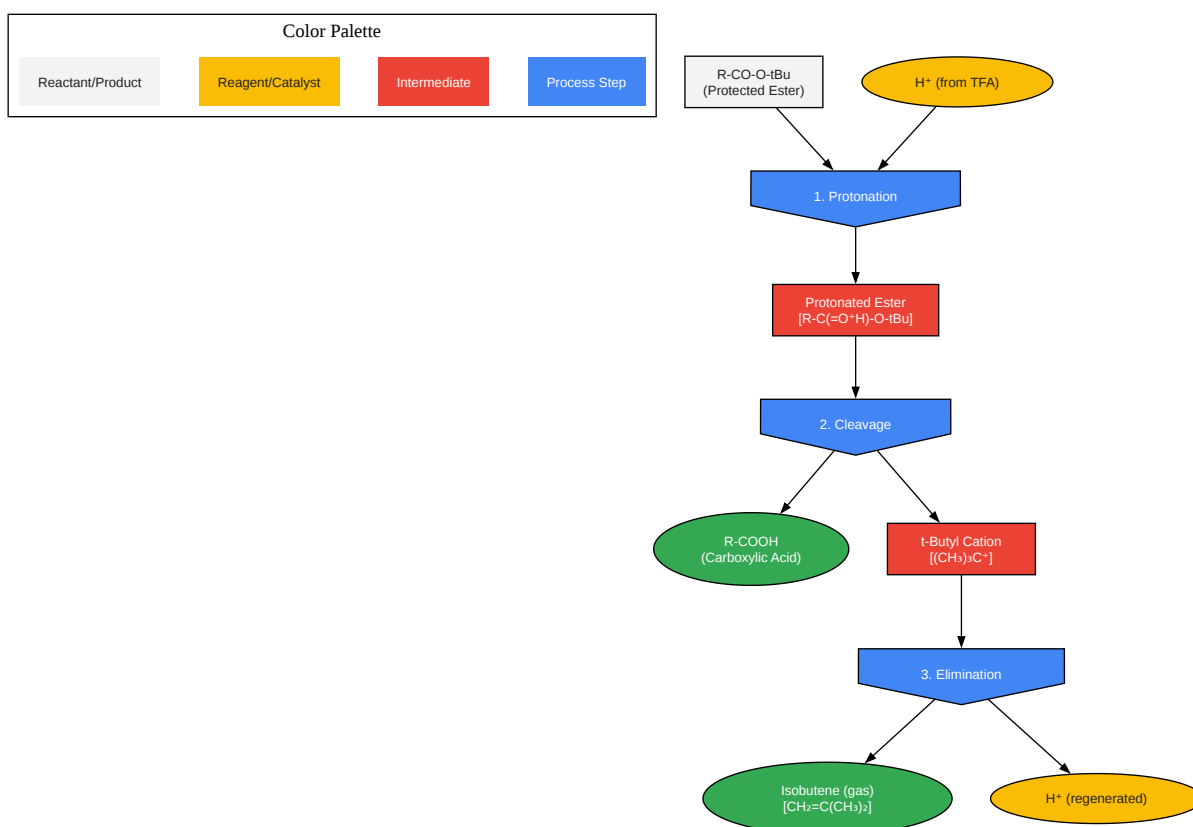 Color Palette
Reactant/Product
Reagent/Catalyst
Intermediate
Process Step
R-CO-O-tBu
(Protected Ester)
H⁺ (from TFA)
1. Protonation
Protonated Ester
[R-C(=O⁺H)-O-tBu]
2. Cleavage
R-COOH
(Carboxylic Acid)
t-Butyl Cation
[(CH₃)₃C⁺]
3. Elimination
Isobutene (gas)
[CH₂=C(CH₃)₂]
H⁺ (regenerated)